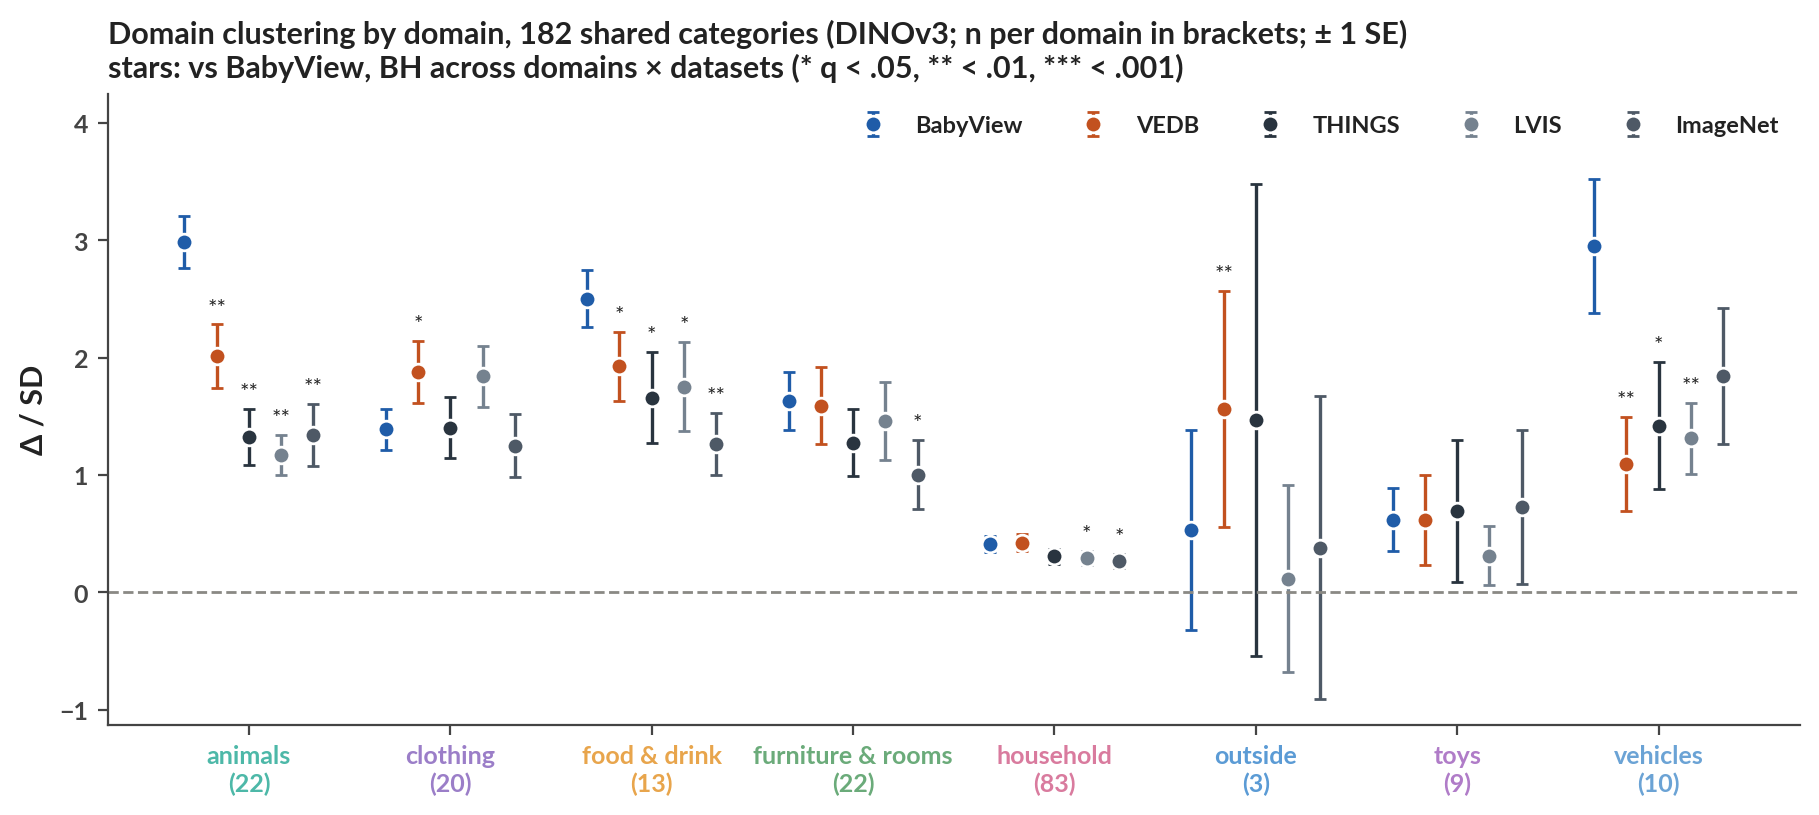 Domain clustering by domain, 182 shared categories (DINOv3; n per domain in brackets; ± 1 SE)
stars: vs BabyView, BH across domains × datasets (* q < .05, ** < .01, *** < .001)
BabyView VEDB THINGS LVIS ImageNet
Δ / SD
4
3
2
1
0
−1
** ** ** **
*
* * * **
*
* *
**
** * **
animals clothing food & drink furniture & rooms household outside toys vehicles
(22) (20) (13) (22) (83) (3) (9) (10)